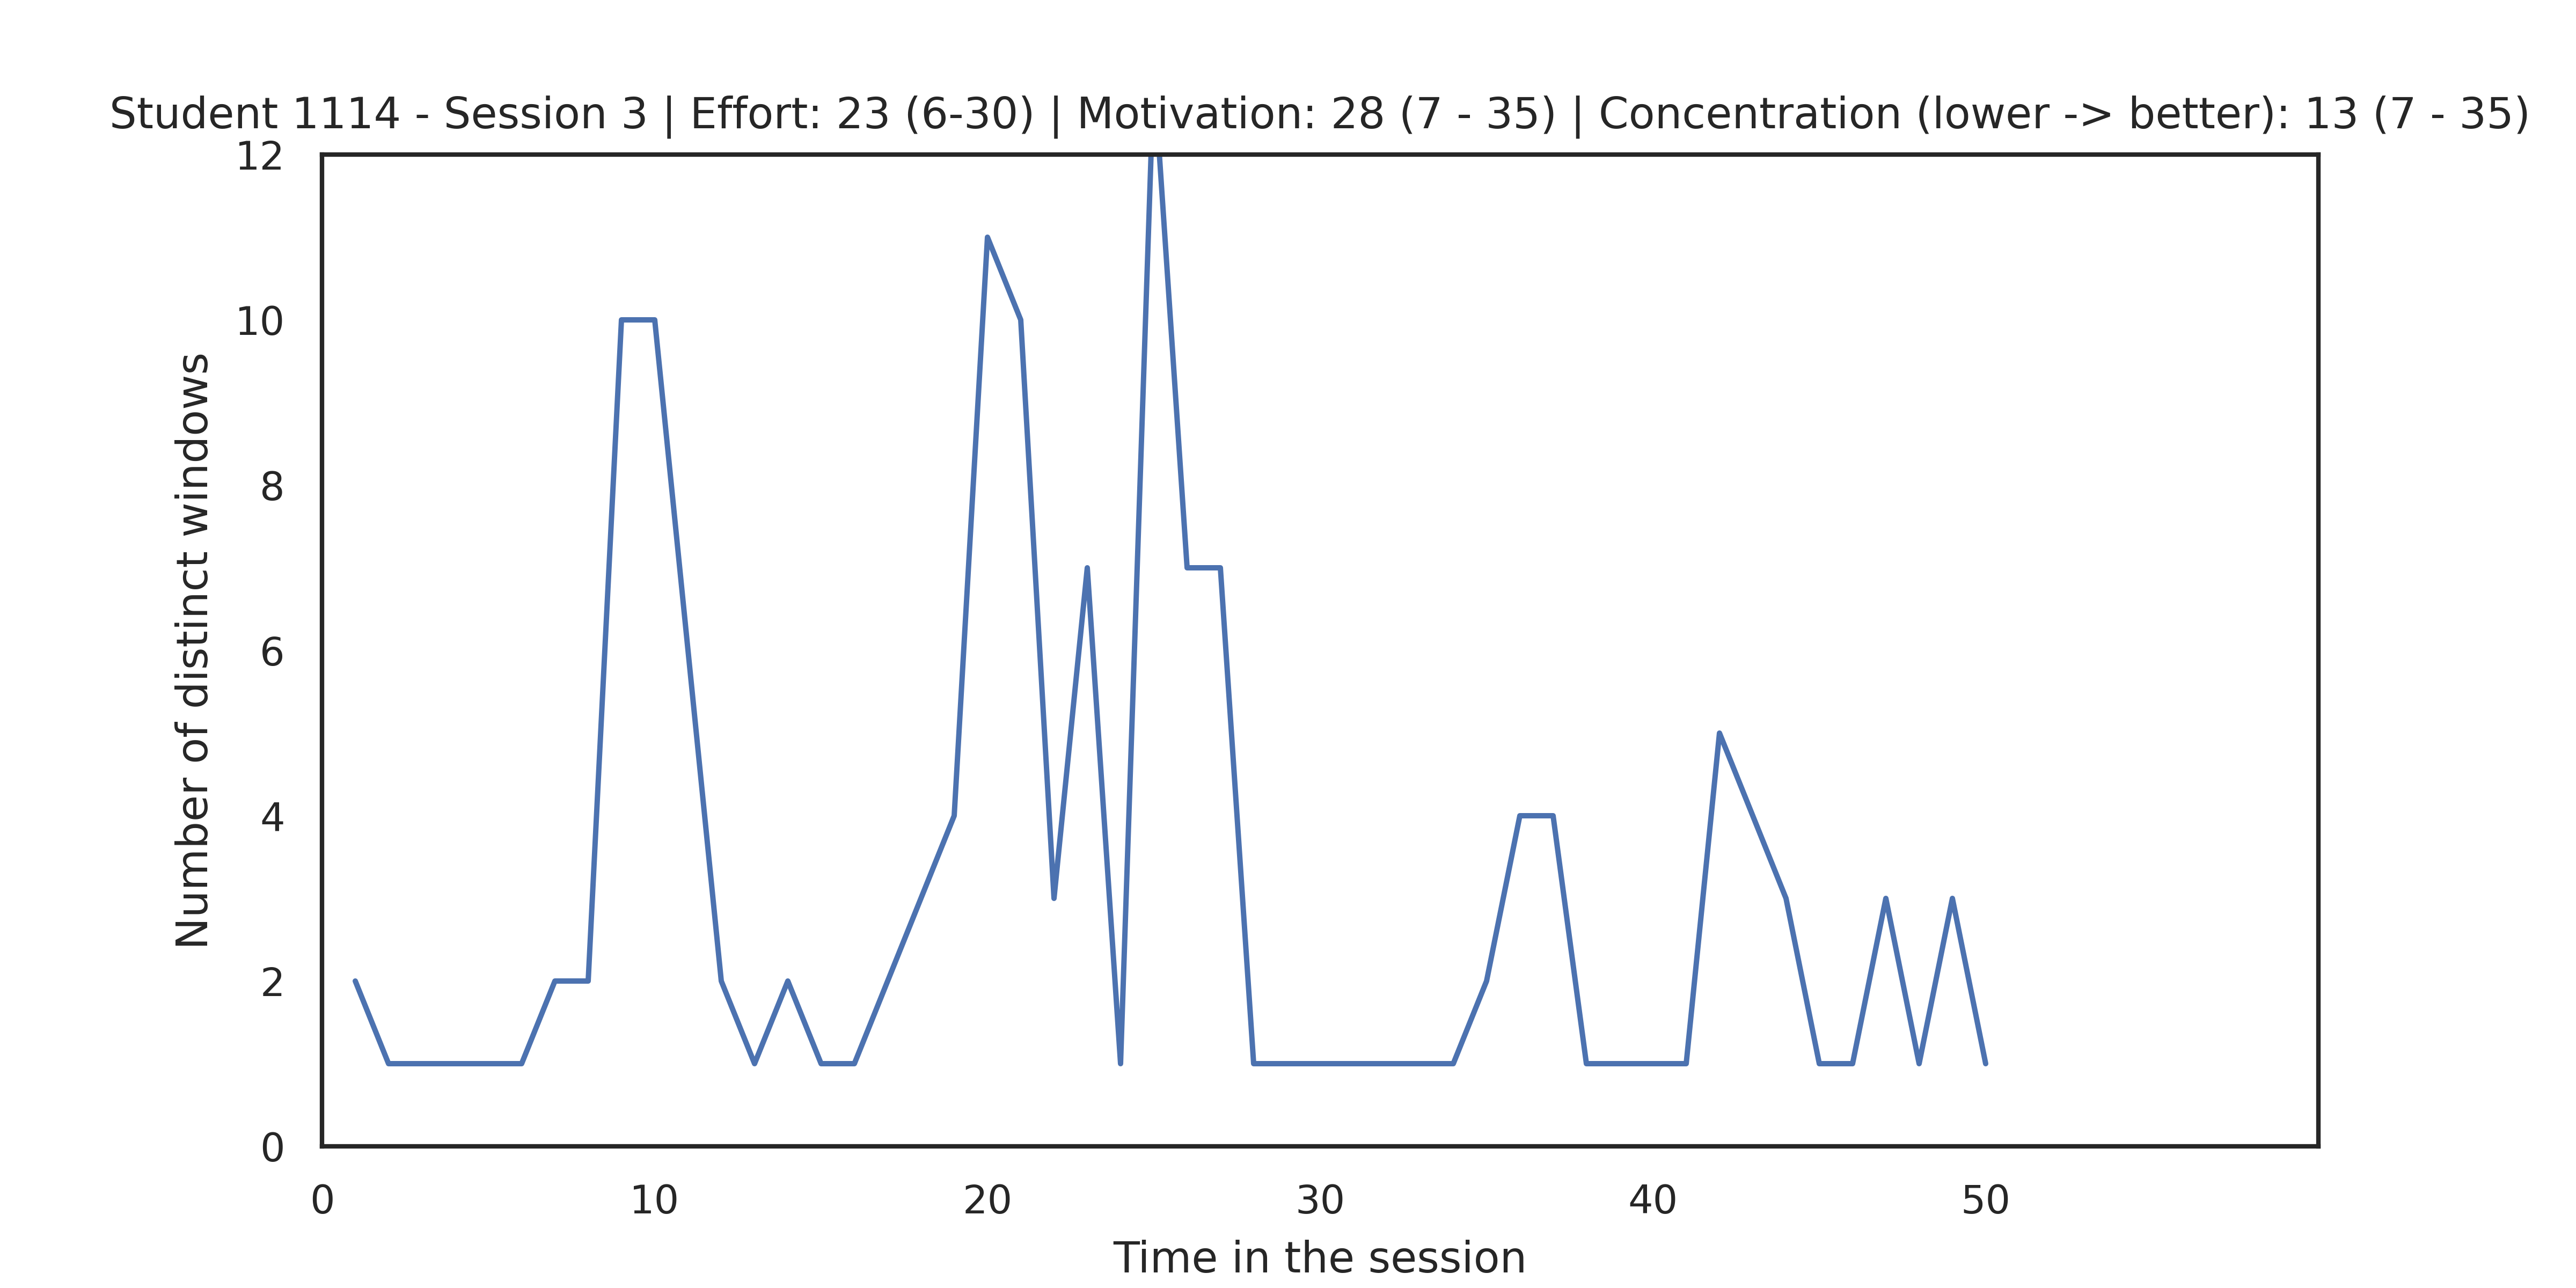 Student 1114 - Session 3 | Effort: 23 (6-30) | Motivation: 28 (7 - 35) | Concentration (lower -> better): 13 (7 - 35)
12
10
8
6
4
2
0
Number of distinct windows
0 10 20 30 40 50
Time in the session